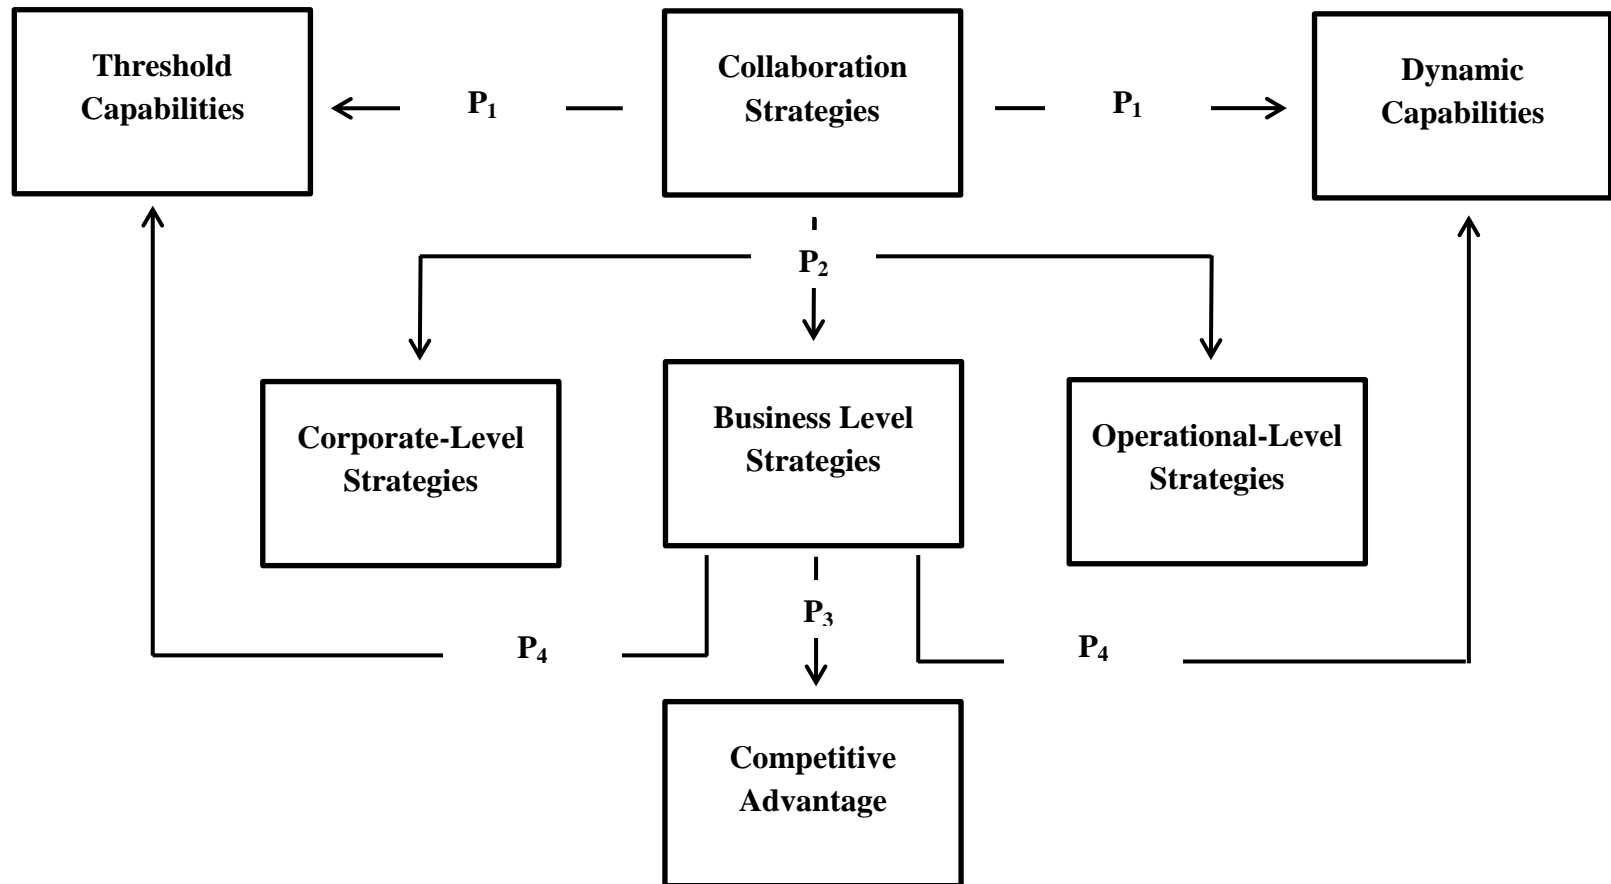 Threshold
Capabilities
P₁
Collaboration
Strategies
P₁
Dynamic
Capabilities
P₂
Corporate-Level
Strategies
Business Level
Strategies
Operational-Level
Strategies
P₃
P₄
P₄
Competitive
Advantage